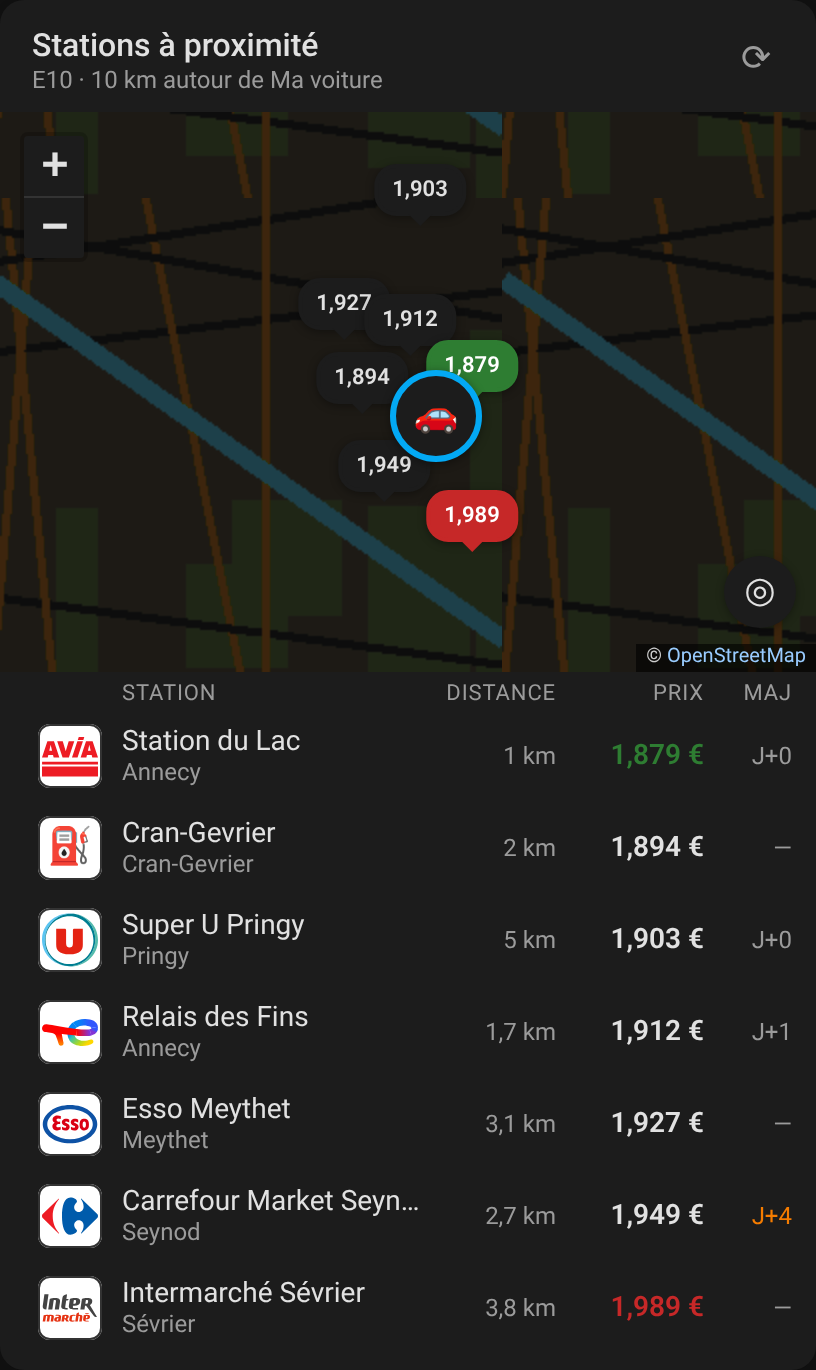 Stations à proximité
E10 · 10 km autour de Ma voiture
+
−
1,903
1,927
1,912
1,879
1,894
1,949
1,989
© OpenStreetMap
STATION DISTANCE PRIX MAJ
AVIA
Station du Lac 1 km 1,879 € J+0
Annecy
Cran-Gevrier 2 km 1,894 € –
Cran-Gevrier
U
Super U Pringy 5 km 1,903 € J+0
Pringy
Relais des Fins 1,7 km 1,912 € J+1
Annecy
Esso
Esso Meythet 3,1 km 1,927 € –
Meythet
Carrefour Market Seyn... 2,7 km 1,949 € J+4
Seynod
Inter
marché
Intermarché Sévrier 3,8 km 1,989 € –
Sévrier